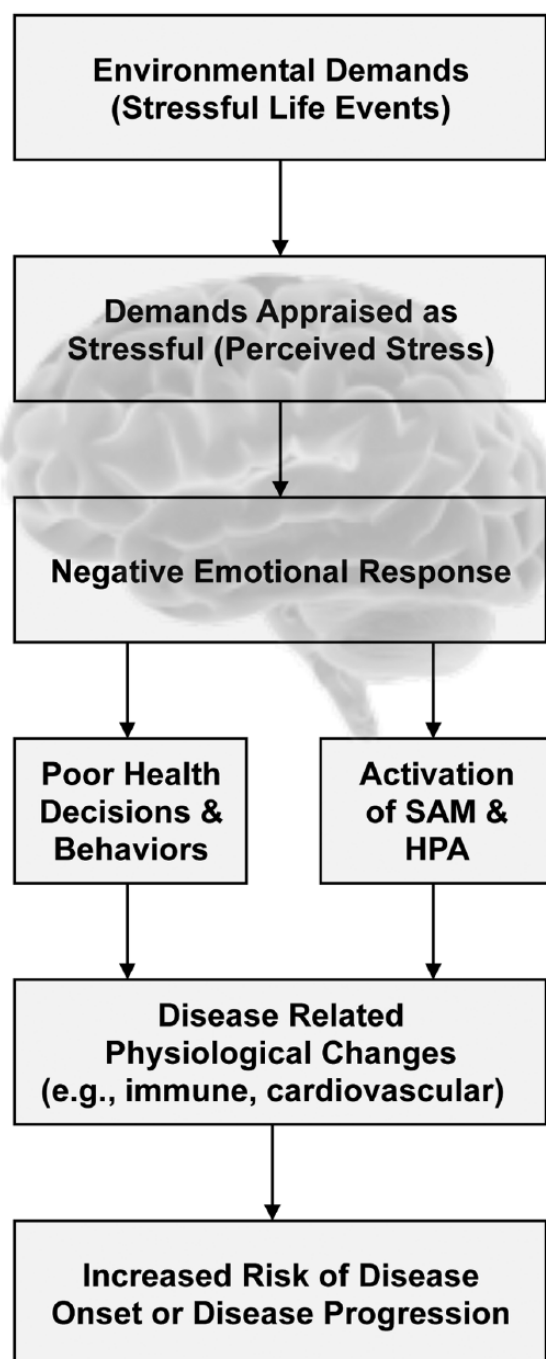 Environmental Demands
(Stressful Life Events)
Demands Appraised as
Stressful (Perceived Stress)
Negative Emotional Response
Poor Health
Decisions &
Behaviors
Activation
of SAM &
HPA
Disease Related
Physiological Changes
(e.g., immune, cardiovascular)
Increased Risk of Disease
Onset or Disease Progression